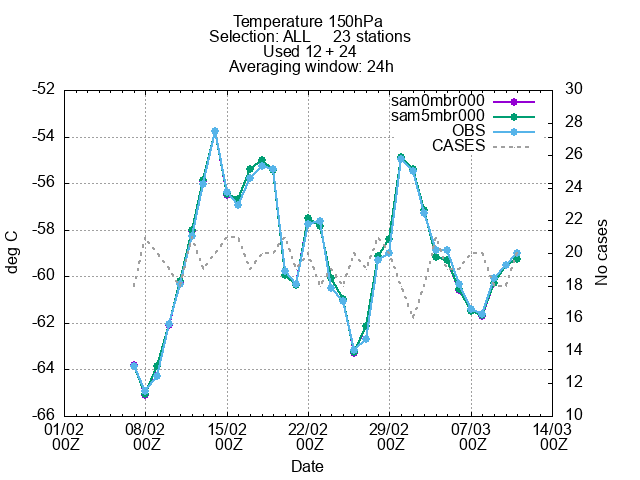 Temperature 150hPa
Selection: ALL 23 stations
Used 12 + 24
Averaging window: 24h
sam0mbr000
sam5mbr000
OBS
CASES
-52
-54
-56
-58
-60
-62
-64
-66
deg C
30
28
26
24
22
20
18
16
14
12
10
No cases
01/02 08/02 15/02 22/02 29/02 07/03 14/03
00Z 00Z 00Z 00Z 00Z 00Z 00Z
Date